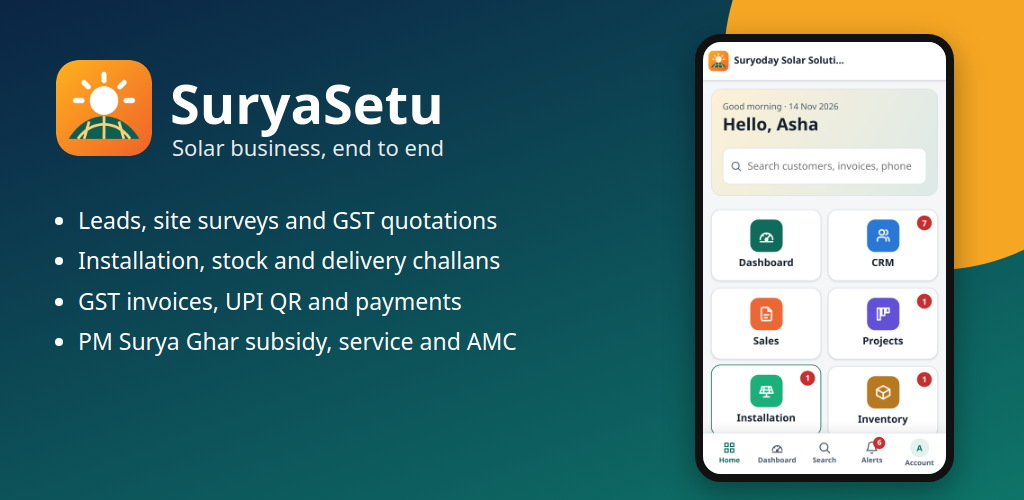 SuryaSetu
Solar business, end to end
• Leads, site surveys and GST quotations
• Installation, stock and delivery challans
• GST invoices, UPI QR and payments
• PM Surya Ghar subsidy, service and AMC
Suryoday Solar Soluti...
Good morning · 14 Nov 2026
Hello, Asha
Search customers, invoices, phone
Dashboard
7
CRM
Sales
1
Projects
1
Installation
1
Inventory
Home
Dashboard
Search
6
Alerts
A
Account